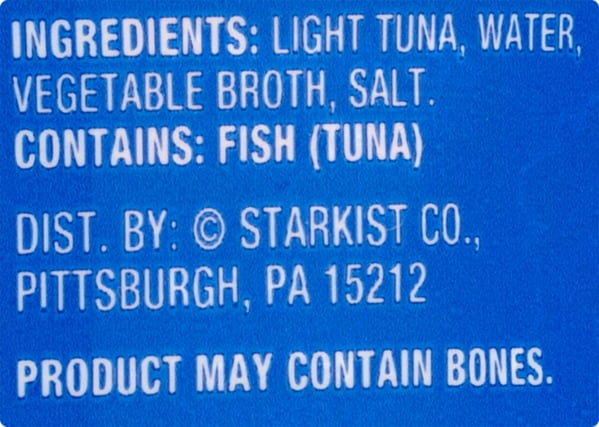 INGREDIENTS: LIGHT TUNA, WATER,
VEGETABLE BROTH, SALT.
CONTAINS: FISH (TUNA)
DIST. BY: © STARKIST CO.,
PITTSBURGH, PA 15212
PRODUCT MAY CONTAIN BONES.